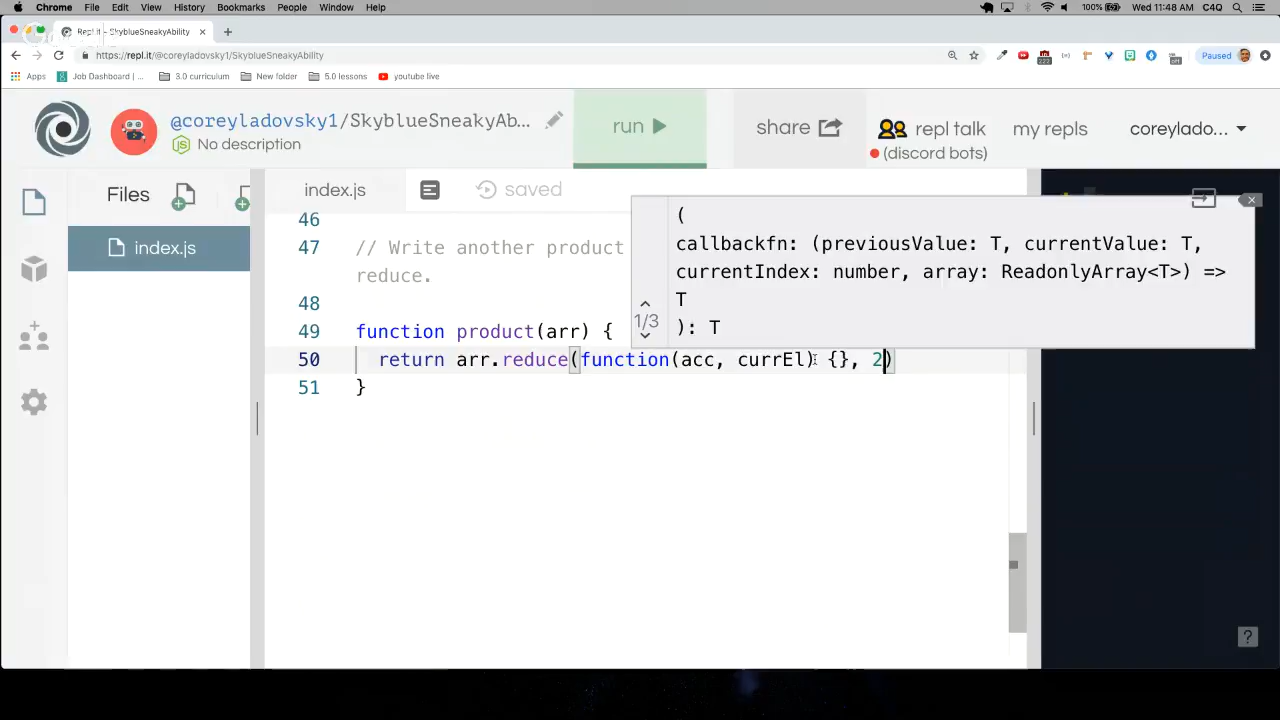 Chrome File Edit View History Bookmarks People Window Help
100% Wed 11:48 AM C4Q
Repl.it - SkyblueSneakyAbility
https://repl.it/@coreyladovsky1/SkyblueSneakyAbility
Paused
Apps Job Dashboard | ... 3.0 curriculum New folder 5.0 lessons youtube live
@coreyladovsky1/SkyblueSneakyAb...
No description
run
share
repl talk
(discord bots)
my repls
coreylado...
Files
index.js
index.js
saved
46
47 // Write another product
reduce.
48
49 function product(arr) {
50 return arr.reduce(function(acc, currEl) {}, 2)
51 }
(
callbackfn: (previousValue: T, currentValue: T,
currentIndex: number, array: ReadonlyArray<T>) =>
T
): T
1/3
?